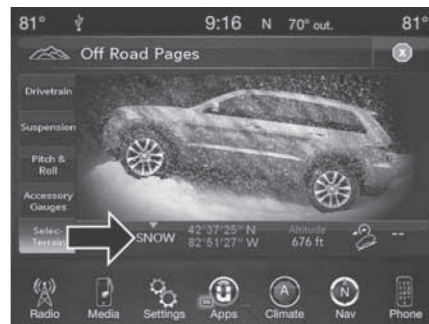 81° 9:16 N 70° out. 81°
Off Road Pages
X
Drivetrain
Suspension
Pitch &
Roll
Accessory
Gauges
Selec-
Terrain
SNOW
42°37'25" N
82°51'27" W
Altitude
676 ft
--
A
N
Radio Media Settings Apps Climate Nav Phone